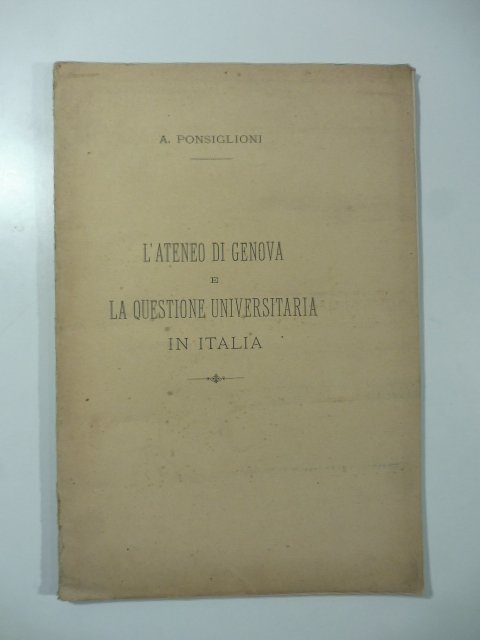 A. PONSIGLIONI
L'ATENEO DI GENOVA
E
LA QUESTIONE UNIVERSITARIA
IN ITALIA